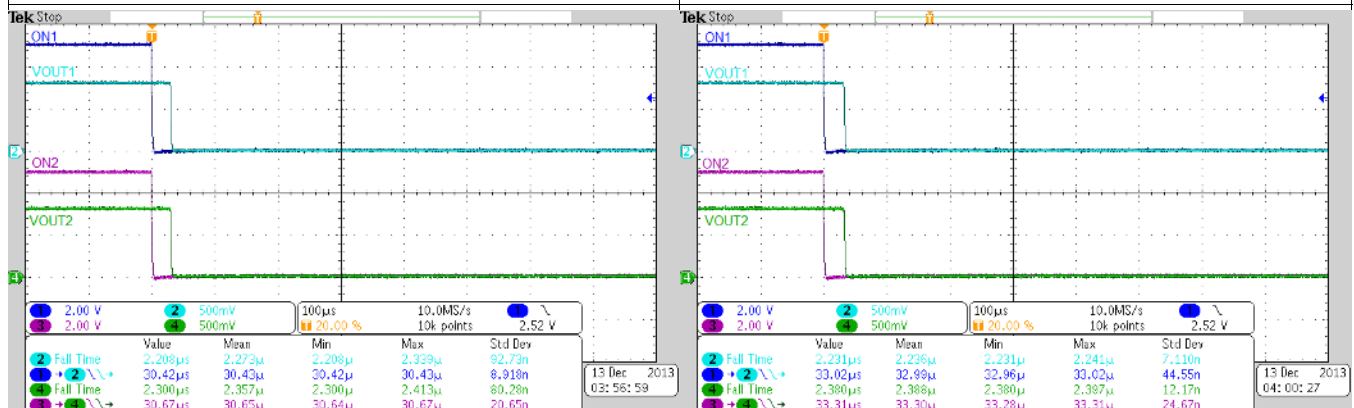 Tek Stop
ON1
VOUT1
2
ON2
VOUT2
4
1 2.00 V 2 500mV 100µs 10.0MS/s 1
3 2.00 V 4 500mV 20.00 % 10k points 2.52 V
Value Mean Min Max Std Dev
2 Fall Time 2.208µs 2.273µ 2.208µ 2.339µ 92.73n
1 → 2 30.42µs 30.43µ 30.42µ 30.43µ 8.918n
4 Fall Time 2.300µs 2.357µ 2.300µ 2.413µ 80.28n
3 → 4 30.67µs 30.65µ 30.64µ 30.67µ 20.65n
13 Dec 2013
03:56:59
Tek Stop
ON1
VOUT1
2
ON2
VOUT2
4
1 2.00 V 2 500mV 100µs 10.0MS/s 1
3 2.00 V 4 500mV 20.00 % 10k points 2.52 V
Value Mean Min Max Std Dev
2 Fall Time 2.231µs 2.236µ 2.231µ 2.241µ 7.110n
1 → 2 33.02µs 32.99µ 32.96µ 33.02µ 44.55n
4 Fall Time 2.380µs 2.388µ 2.380µ 2.397µ 12.17n
3 → 4 33.31µs 33.30µ 33.28µ 33.31µ 24.67n
13 Dec 2013
04:00:27